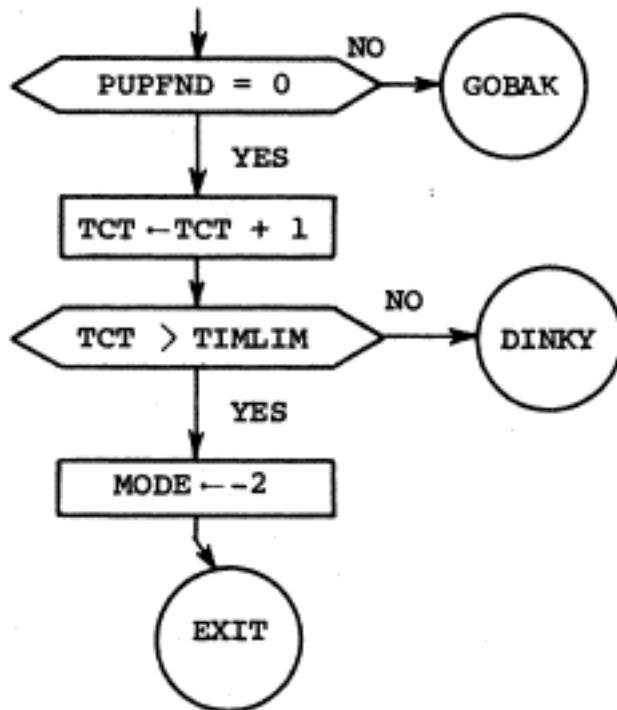 NO
PUPFND = 0
GOBAK
YES
TCT ←TCT + 1
NO
TCT > TIMLIM
DINKY
YES
MODE ←-2
EXIT